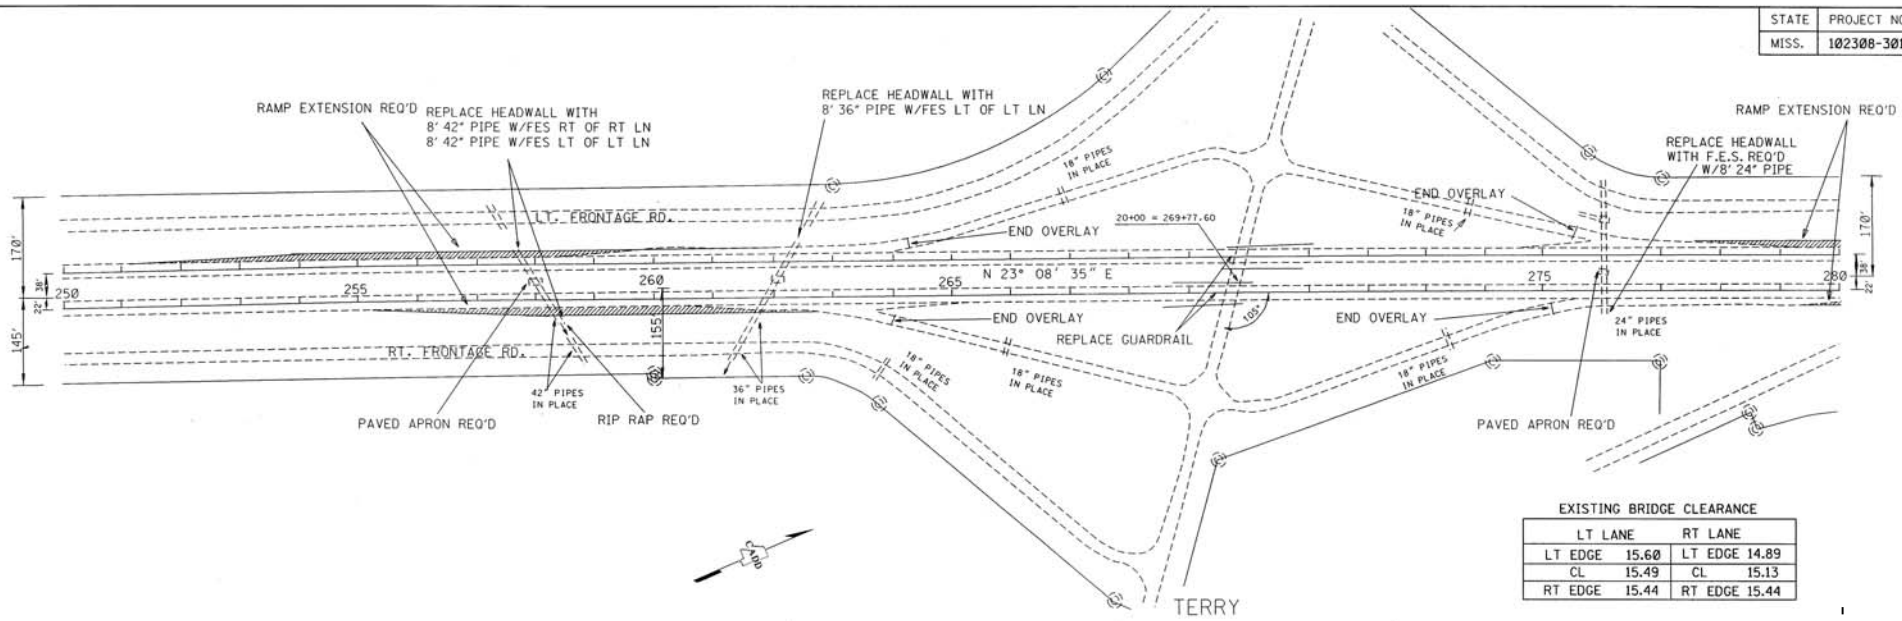 STATE PROJECT NO
MISS. 102308-301
RAMP EXTENSION REQ'D
REPLACE HEADWALL WITH
8' 42" PIPE W/FES RT OF RT LN
8' 42" PIPE W/FES LT OF LT LN
REPLACE HEADWALL WITH
8' 36" PIPE W/FES LT OF LT LN
RAMP EXTENSION REQ'D
REPLACE HEADWALL
WITH F.E.S. REQ'D
W/8' 24" PIPE
18" PIPES
IN PLACE
END OVERLAY
18" PIPES
IN PLACE
LT. FRONTAGE RD.
20+00 = 269+77.60
END OVERLAY
170'
38'
22'
145'
170'
38'
22'
N 23° 08' 35" E
250
255
260
265
275
280
155'
105°
END OVERLAY
REPLACE GUARDRAIL
END OVERLAY
24" PIPES
IN PLACE
RT. FRONTAGE RD.
42" PIPES
IN PLACE
36" PIPES
IN PLACE
18" PIPES
IN PLACE
18" PIPES
IN PLACE
18" PIPES
IN PLACE
PAVED APRON REQ'D
RIP RAP REQ'D
PAVED APRON REQ'D
CADD
TERRY
EXISTING BRIDGE CLEARANCE
LT LANE RT LANE
LT EDGE 15.60 LT EDGE 14.89
CL 15.49 CL 15.13
RT EDGE 15.44 RT EDGE 15.44